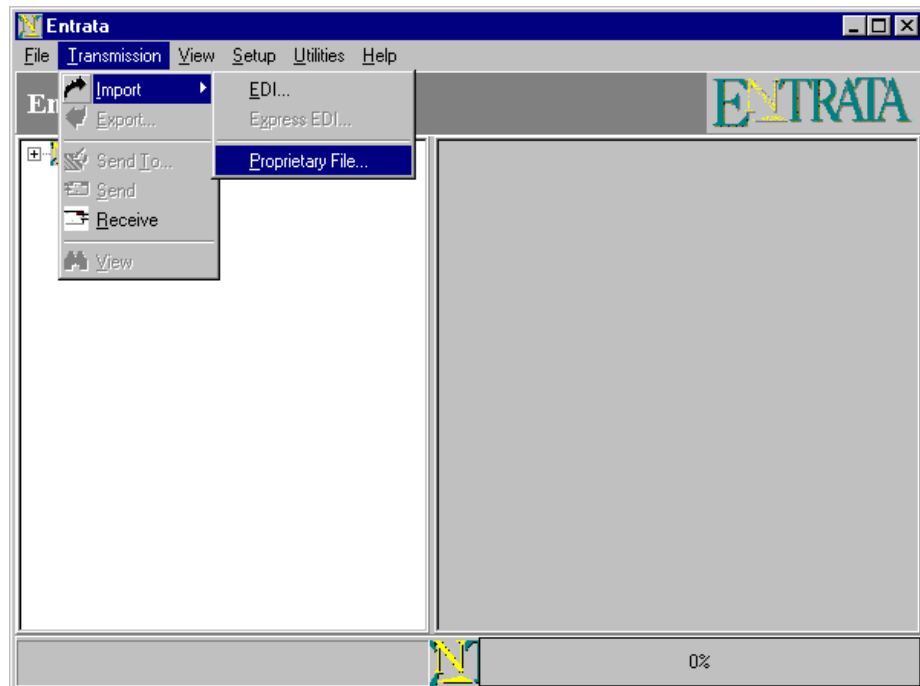 Entrata
File Transmission View Setup Utilities Help
En
ENTRATA
Import
Export...
Send To...
Send
Receive
View
EDI...
Express EDI...
Proprietary File...
0%